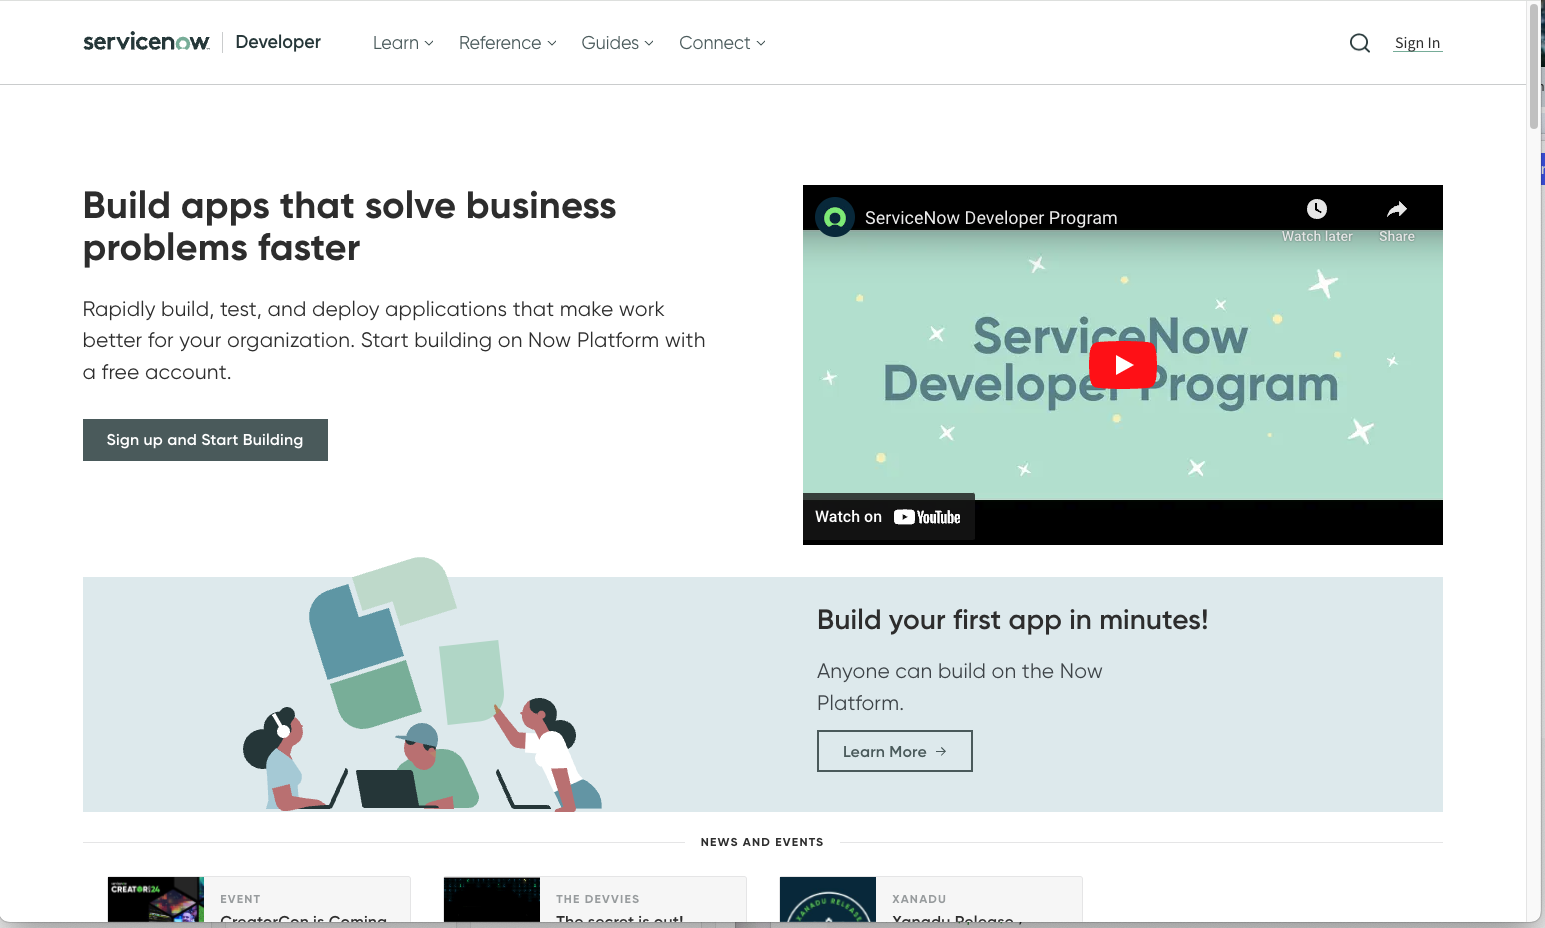 servicenow Developer Learn Reference Guides Connect Sign In
Build apps that solve business
problems faster
Rapidly build, test, and deploy applications that make work
better for your organization. Start building on Now Platform with
a free account.
Sign up and Start Building
ServiceNow Developer Program
Watch later Share
ServiceNow
Developer Program
Watch on YouTube
Build your first app in minutes!
Anyone can build on the Now
Platform.
Learn More →
NEWS AND EVENTS
CREATOR 24
EVENT
CreatorCon is Coming
THE DEVVIES
The secret is out!
XANADU RELEASE
XANADU
Xanadu Release